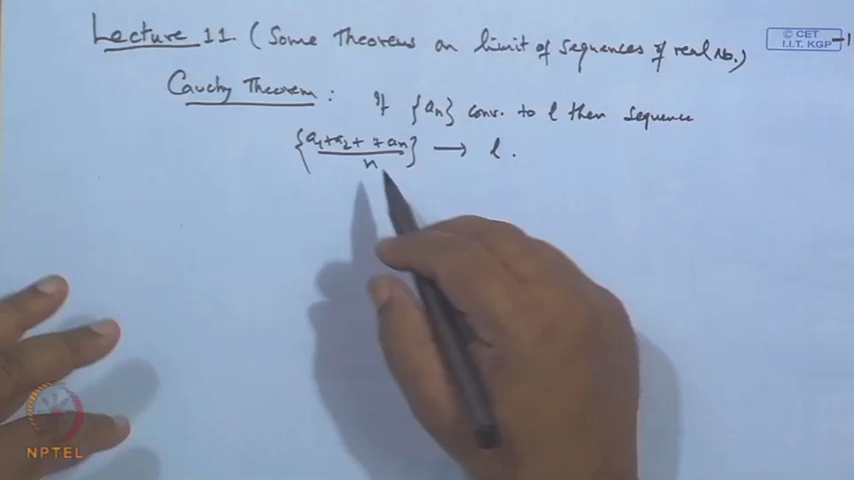 Lecture 11. (Some Theorems on limit of sequences of real No.)
© CET
I.I.T. KGP
-1
Cauchy Theorem : If {an} conv. to l then sequence
{a1+a2+ +an/n} → l.
NPTEL